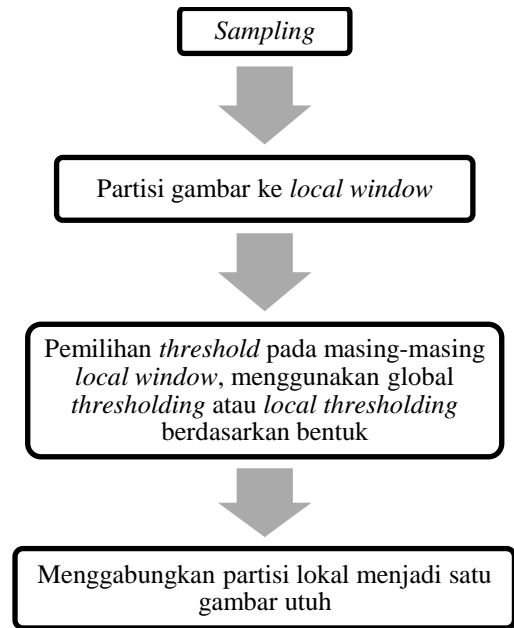 Sampling
Partisi gambar ke local window
Pemilihan threshold pada masing-masing
local window, menggunakan global
thresholding atau local thresholding
berdasarkan bentuk
Menggabungkan partisi lokal menjadi satu
gambar utuh